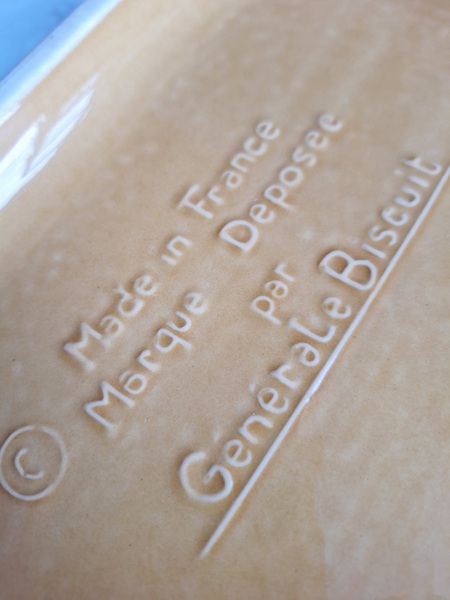 Made in France
© Marque Deposee
par
Générale Biscuit